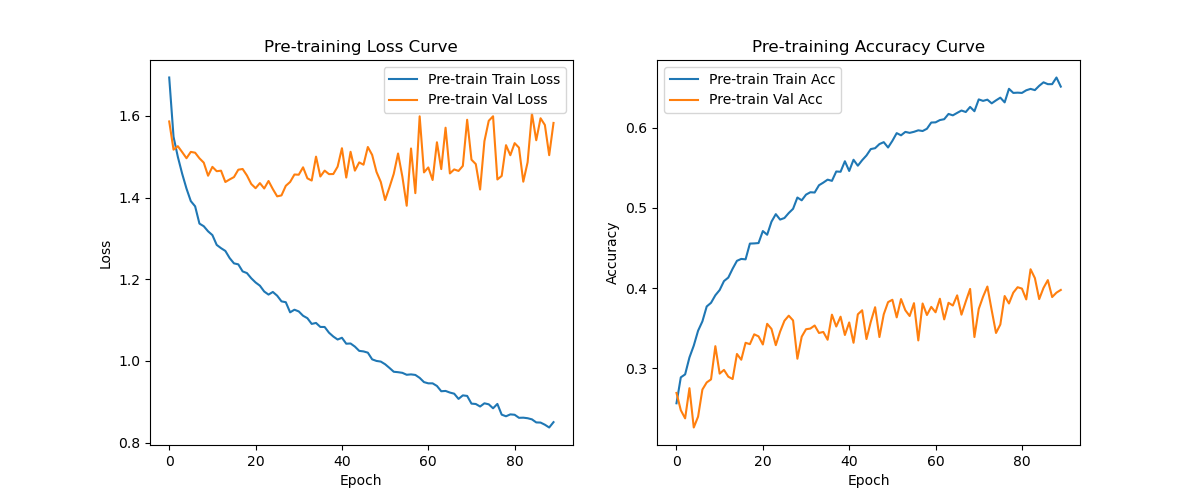 Pre-training Loss Curve
Pre-train Train Loss
Pre-train Val Loss
1.6
1.4
1.2
1.0
0.8
Loss
0
20
40
60
80
Epoch
Pre-training Accuracy Curve
Pre-train Train Acc
Pre-train Val Acc
0.6
0.5
0.4
0.3
Accuracy
0
20
40
60
80
Epoch